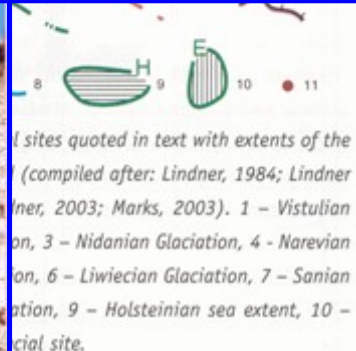 H E
8 9 10 11
l sites quoted in text with extents of the
(compiled after: Lindner, 1984; Lindner
ner, 2003; Marks, 2003). 1 – Vistulian
on, 3 – Nidanian Glaciation, 4 - Narevian
ion, 6 – Liwiecian Glaciation, 7 – Sanian
ation, 9 – Holsteinian sea extent, 10 –
cial site.